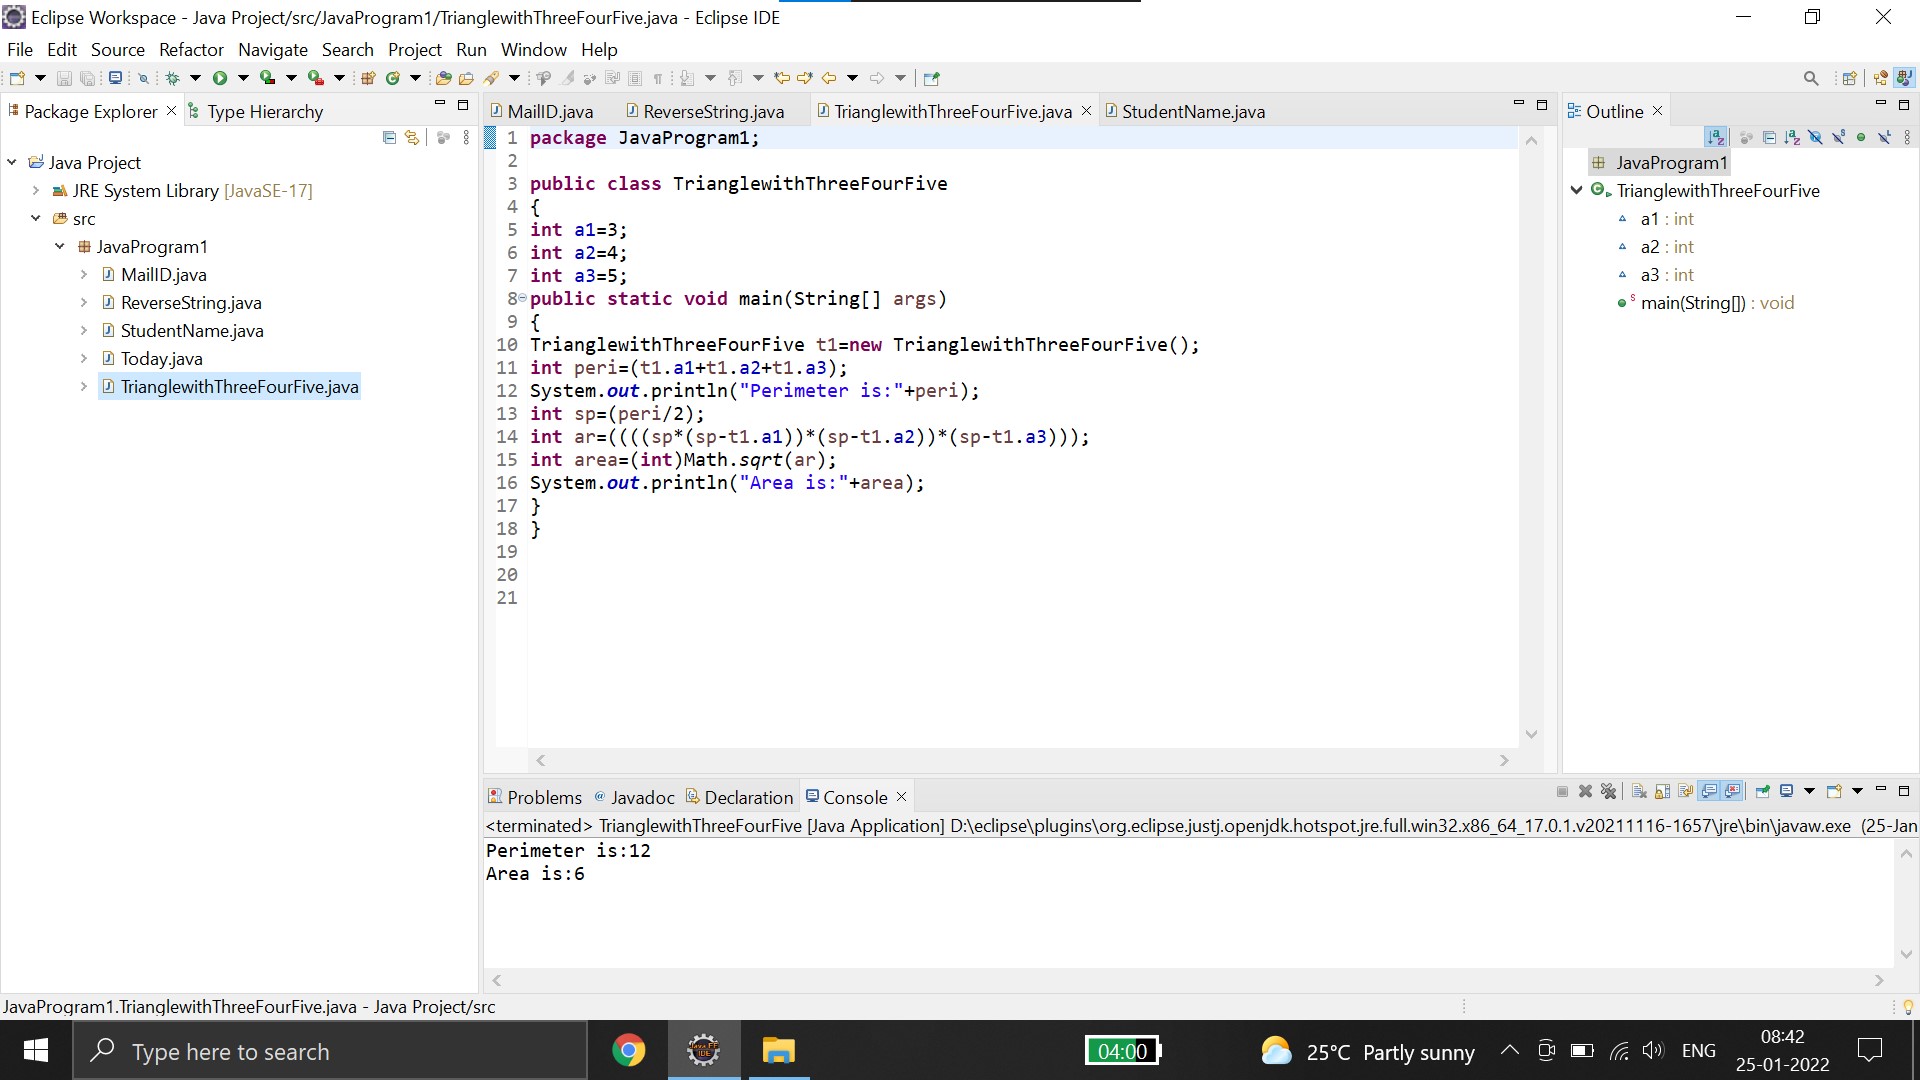 Eclipse Workspace - Java Project/src/JavaProgram1/TrianglewithThreeFourFive.java - Eclipse IDE
File Edit Source Refactor Navigate Search Project Run Window Help
Package Explorer Type Hierarchy
Java Project
JRE System Library [JavaSE-17]
src
JavaProgram1
MailID.java
ReverseString.java
StudentName.java
Today.java
TrianglewithThreeFourFive.java
MailID.java ReverseString.java TrianglewithThreeFourFive.java StudentName.java
1 package JavaProgram1;
2
3 public class TrianglewithThreeFourFive
4 {
5 int a1=3;
6 int a2=4;
7 int a3=5;
8 public static void main(String[] args)
9 {
10 TrianglewithThreeFourFive t1=new TrianglewithThreeFourFive();
11 int peri=(t1.a1+t1.a2+t1.a3);
12 System.out.println("Perimeter is:"+peri);
13 int sp=(peri/2);
14 int ar=((((sp*(sp-t1.a1))*(sp-t1.a2))*(sp-t1.a3)));
15 int area=(int)Math.sqrt(ar);
16 System.out.println("Area is:"+area);
17 }
18 }
19
20
21
Outline
JavaProgram1
TrianglewithThreeFourFive
a1 : int
a2 : int
a3 : int
main(String[]) : void
Problems Javadoc Declaration Console
<terminated> TrianglewithThreeFourFive [Java Application] D:\eclipse\plugins\org.eclipse.justj.openjdk.hotspot.jre.full.win32.x86_64_17.0.1.v20211116-1657\jre\bin\javaw.exe (25-Jan
Perimeter is:12
Area is:6
JavaProgram1.TrianglewithThreeFourFive.java - Java Project/src
Type here to search
04:00
25°C Partly sunny
ENG
08:42
25-01-2022